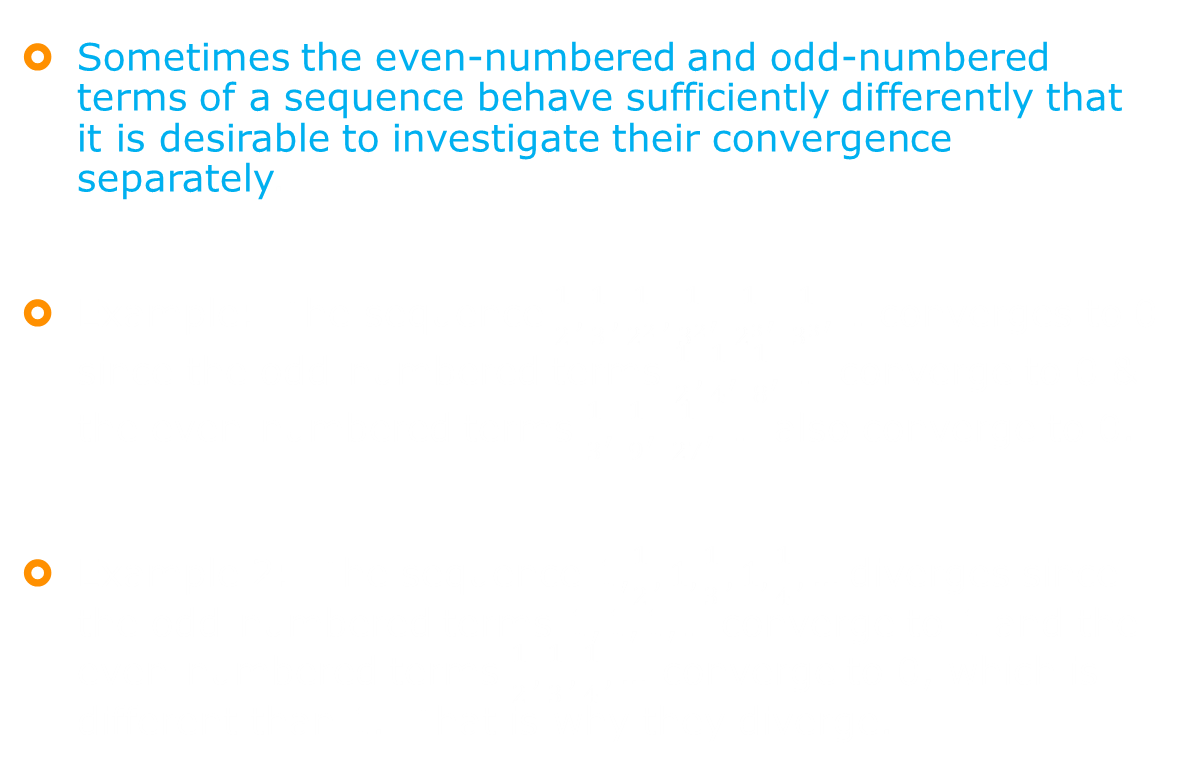 Sometimes the even-numbered and odd-numbered
terms of a sequence behave sufficiently differently that
it is desirable to investigate their convergence
separately